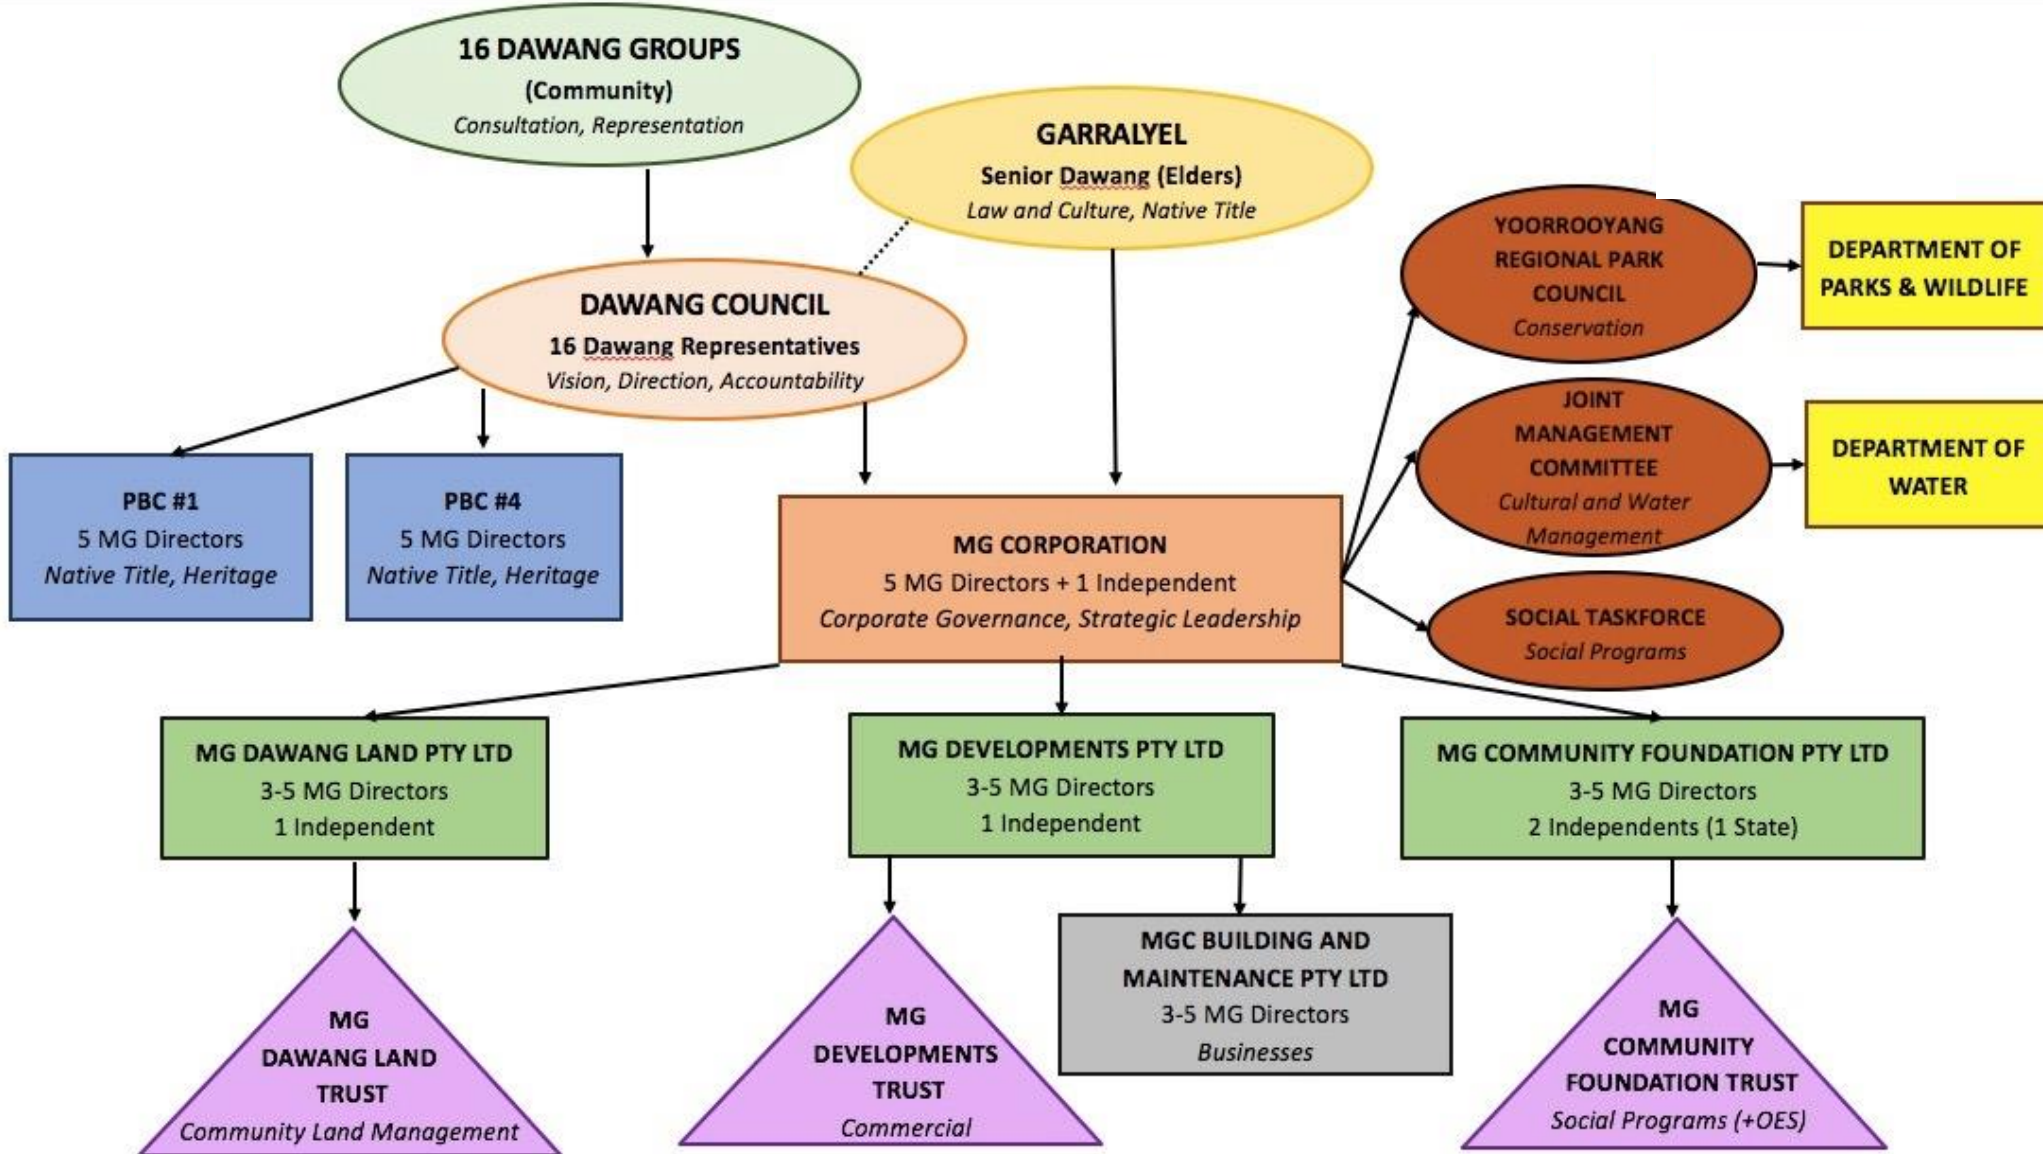 16 DAWANG GROUPS
(Community)
Consultation, Representation
GARRALYEL
Senior Dawang (Elders)
Law and Culture, Native Title
DAWANG COUNCIL
16 Dawang Representatives
Vision, Direction, Accountability
YOORROOYANG
REGIONAL PARK
COUNCIL
Conservation
DEPARTMENT OF
PARKS & WILDLIFE
JOINT
MANAGEMENT
COMMITTEE
Cultural and Water
Management
DEPARTMENT OF
WATER
SOCIAL TASKFORCE
Social Programs
PBC #1
5 MG Directors
Native Title, Heritage
PBC #4
5 MG Directors
Native Title, Heritage
MG CORPORATION
5 MG Directors + 1 Independent
Corporate Governance, Strategic Leadership
MG DAWANG LAND PTY LTD
3-5 MG Directors
1 Independent
MG DEVELOPMENTS PTY LTD
3-5 MG Directors
1 Independent
MG COMMUNITY FOUNDATION PTY LTD
3-5 MG Directors
2 Independents (1 State)
MG
DAWANG LAND
TRUST
Community Land Management
MG
DEVELOPMENTS
TRUST
Commercial
MGC BUILDING AND
MAINTENANCE PTY LTD
3-5 MG Directors
Businesses
MG
COMMUNITY
FOUNDATION TRUST
Social Programs (+OES)